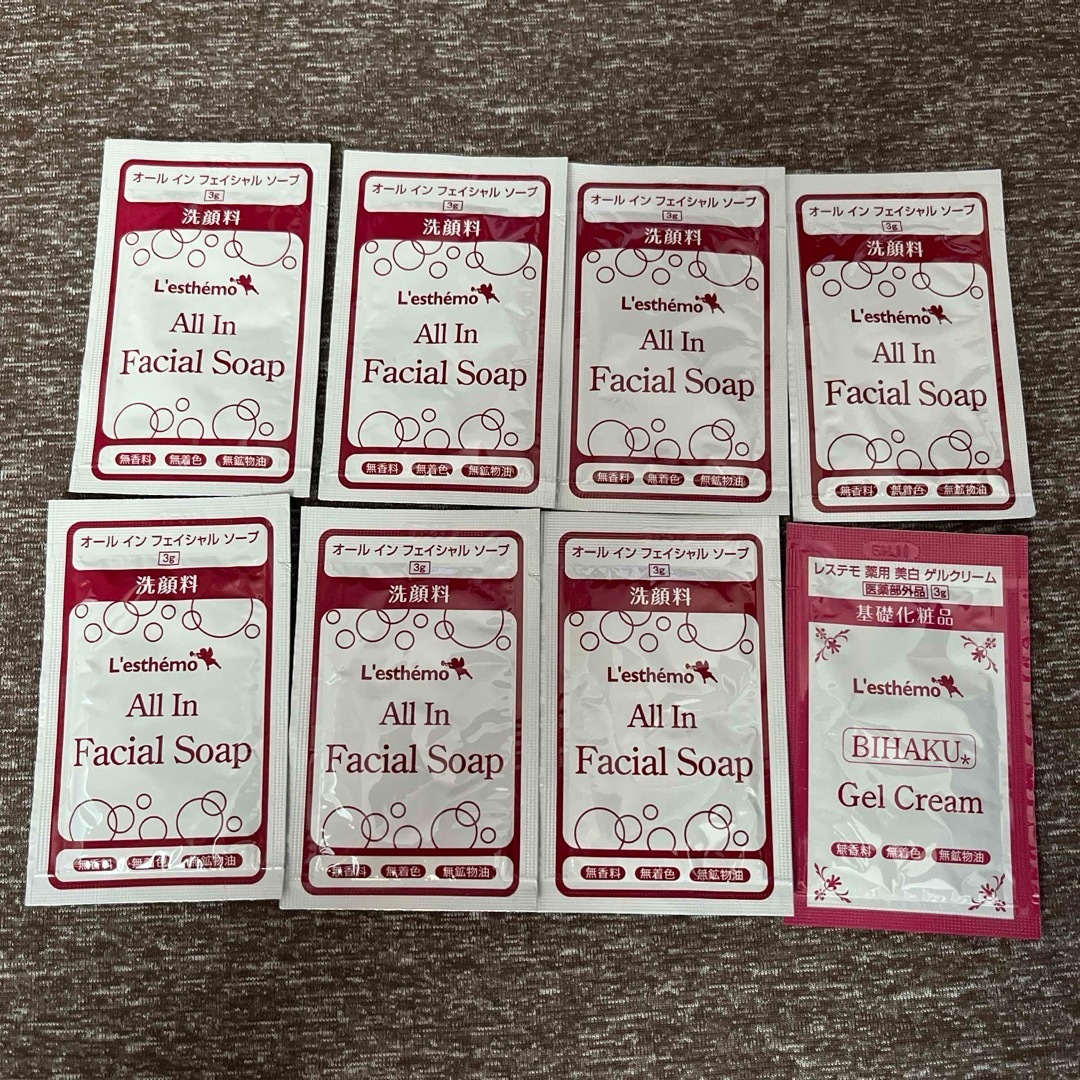 オール イン フェイシャル ソープ
3g
洗顔料
L'esthémo
All In
Facial Soap
無香料 無着色 無鉱物油
オール イン フェイシャル ソープ
3g
洗顔料
L'esthémo
All In
Facial Soap
無香料 無着色 無鉱物油
オール イン フェイシャル ソープ
3g
洗顔料
L'esthémo
All In
Facial Soap
無香料 無着色 無鉱物油
オール イン フェイシャル ソープ
3g
洗顔料
L'esthémo
All In
Facial Soap
無香料 無着色 無鉱物油
オール イン フェイシャル ソープ
3g
洗顔料
L'esthémo
All In
Facial Soap
無香料 無着色 無鉱物油
オール イン フェイシャル ソープ
3g
洗顔料
L'esthémo
All In
Facial Soap
無香料 無着色 無鉱物油
オール イン フェイシャル ソープ
3g
洗顔料
L'esthémo
All In
Facial Soap
無香料 無着色 無鉱物油
レステモ 薬用 美白 ゲルクリーム
医薬部外品 3g
基礎化粧品
L'esthémo
BIHAKU*
Gel Cream
無香料 無着色 無鉱物油